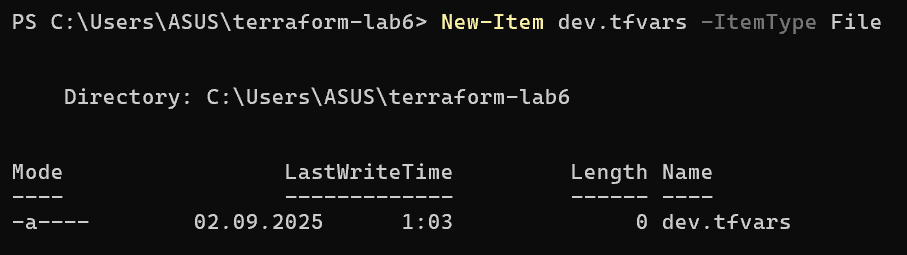 PS C:\Users\ASUS\terraform-lab6> New-Item dev.tfvars -ItemType File
Directory: C:\Users\ASUS\terraform-lab6
Mode LastWriteTime Length Name
---- ------------- ------ ----
-a---- 02.09.2025 1:03 0 dev.tfvars